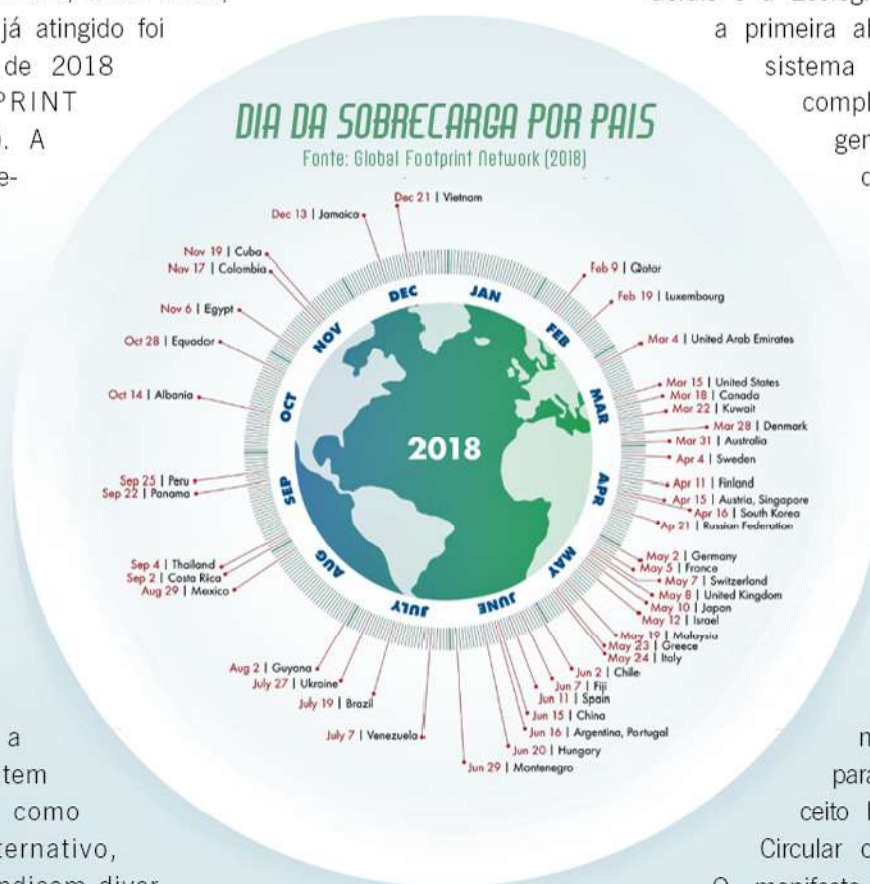 já atingido foi
de 2018
PRINT
. A
e-
a primeira al
sistema
compl
gen
DIA DA SOBRECARGA POR PAIS
Fonte: Global Footprint Network (2018)
Dec 21 | Vietnam
Dec 13 | Jamaica
Nov 19 | Cuba
Nov 17 | Colombia
Nov 6 | Egypt
Oct 28 | Equador
Oct 14 | Albania
Sep 25 | Peru
Sep 22 | Panama
Sep 4 | Thailand
Sep 2 | Costa Rica
Aug 29 | Mexico
Aug 2 | Guyana
July 27 | Ukraine
July 19 | Brazil
July 7 | Venezuela
Feb 9 | Qatar
Feb 19 | Luxembourg
Mar 4 | United Arab Emirates
Mar 15 | United States
Mar 18 | Canada
Mar 22 | Kuwait
Mar 28 | Denmark
Mar 31 | Australia
Apr 4 | Sweden
Apr 11 | Finland
Apr 15 | Austria, Singapore
Apr 16 | South Korea
Ap 21 | Russian Federation
May 2 | Germany
May 5 | France
May 7 | Switzerland
May 8 | United Kingdom
May 10 | Japan
May 12 | Israel
May 19 | Malaysia
May 23 | Greece
May 24 | Italy
Jun 2 | Chile
Jun 7 | Fiji
Jun 11 | Spain
Jun 15 | China
Jun 16 | Argentina, Portugal
Jun 20 | Hungary
Jun 29 | Montenegro
JAN
FEB
MAR
APR
MAY
JUNE
JULY
AUG
SEP
OCT
NOV
DEC
2018
a
tem
como
ternativo,
para
ceito
Circular
O manifesto